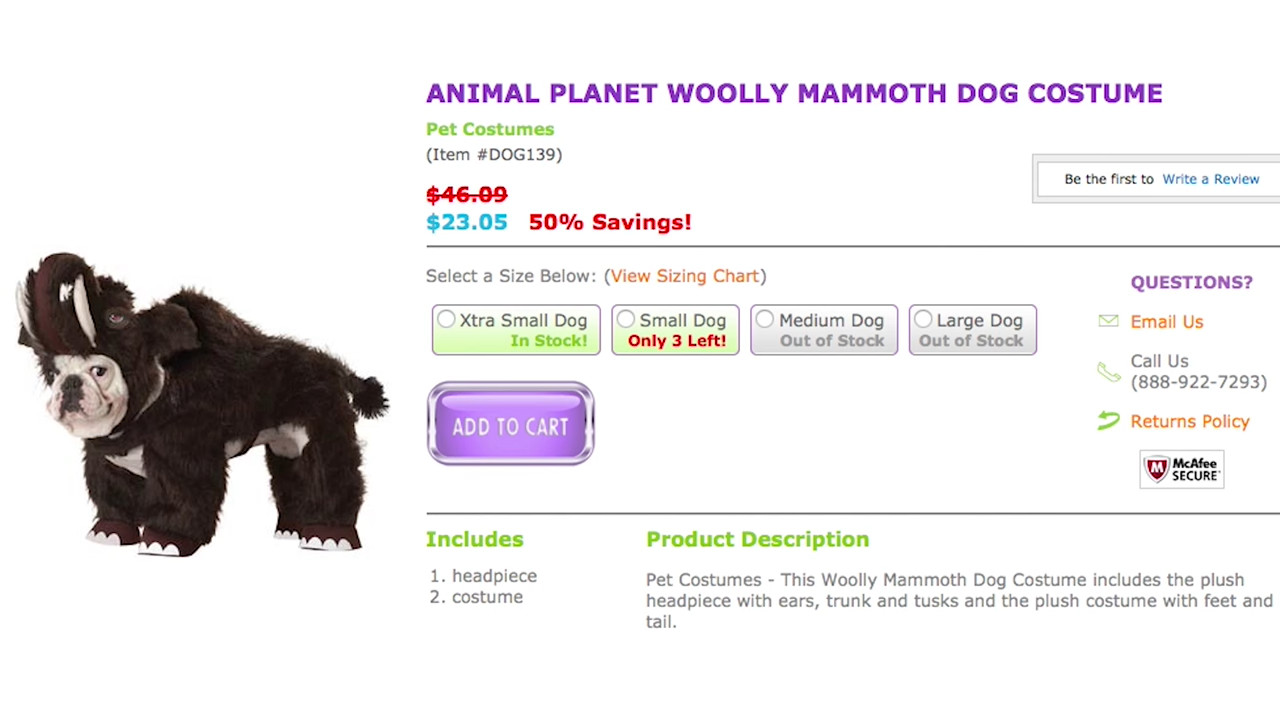 ANIMAL PLANET WOOLLY MAMMOTH DOG COSTUME
Pet Costumes
(Item #DOG139)
Be the first to Write a Review
$46.09
$23.05 50% Savings!
Select a Size Below: (View Sizing Chart)
Xtra Small Dog
In Stock!
Small Dog
Only 3 Left!
Medium Dog
Out of Stock
Large Dog
Out of Stock
ADD TO CART
QUESTIONS?
Email Us
Call Us
(888-922-7293)
Returns Policy
McAfee
SECURE
Includes
1. headpiece
2. costume
Product Description
Pet Costumes - This Woolly Mammoth Dog Costume includes the plush
headpiece with ears, trunk and tusks and the plush costume with feet and
tail.